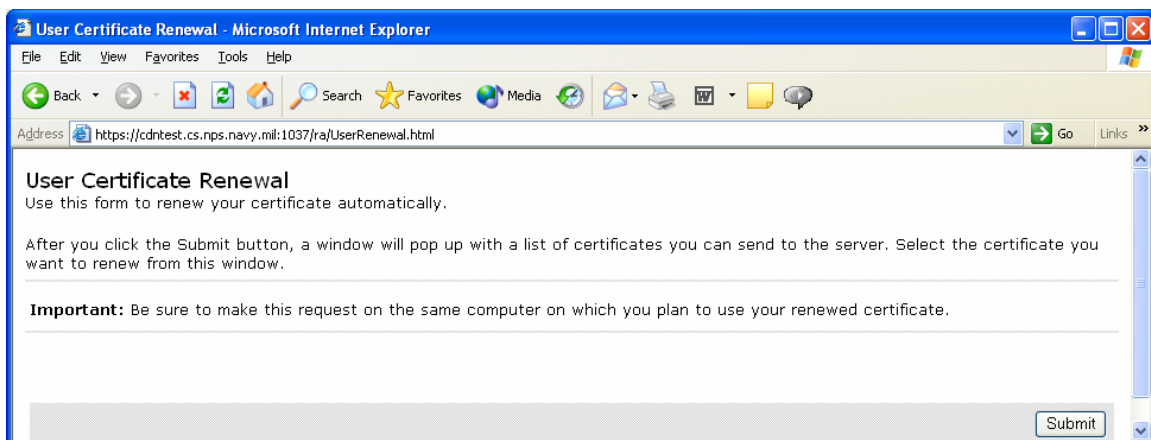 User Certificate Renewal - Microsoft Internet Explorer
File Edit View Favorites Tools Help
Back Search Favorites Media
Address https://cdntest.cs.nps.navy.mil:1037/ra/UserRenewal.html Go Links »
User Certificate Renewal
Use this form to renew your certificate automatically.
After you click the Submit button, a window will pop up with a list of certificates you can send to the server. Select the certificate you
want to renew from this window.
Important: Be sure to make this request on the same computer on which you plan to use your renewed certificate.
Submit